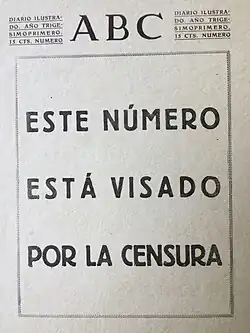 DIARIO ILUSTRA-
DO. AÑO TRIGE-
SIMOPRIMERO.
15 CTS. NUMERO
ABC
DIARIO ILUSTRA-
DO. AÑO TRIGE-
SIMOPRIMERO.
15 CTS. NUMERO
ESTE NÚMERO
ESTÁ VISADO
POR LA CENSURA